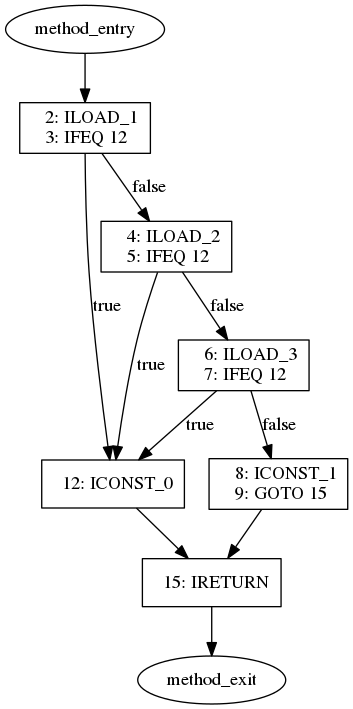 method_entry
2: ILOAD_1
3: IFEQ 12
false
4: ILOAD_2
5: IFEQ 12
true
false
true
6: ILOAD_3
7: IFEQ 12
true
false
12: ICONST_0
8: ICONST_1
9: GOTO 15
15: IRETURN
method_exit